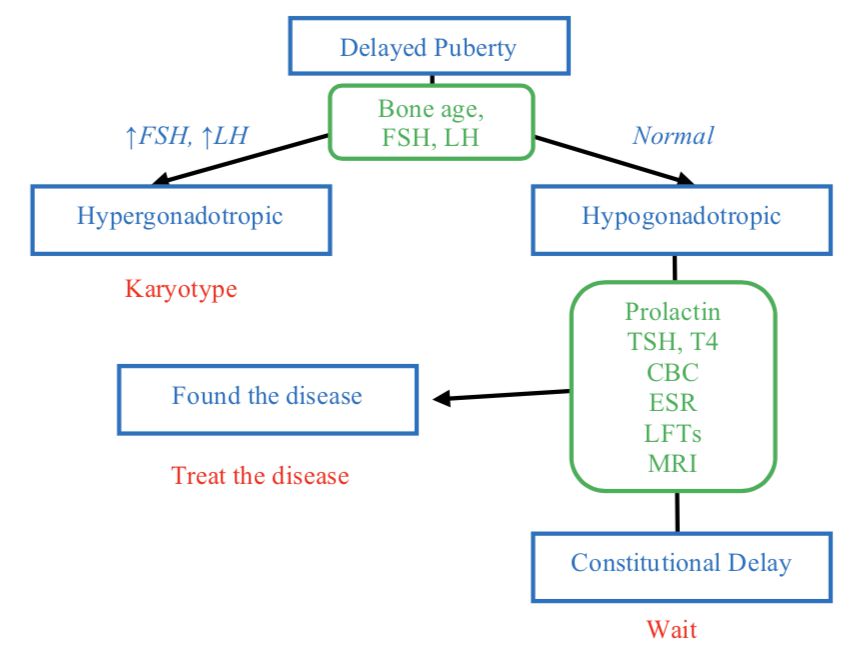 Delayed Puberty
Bone age,
FSH, LH
↑FSH, ↑LH
Normal
Hypergonadotropic
Hypogonadotropic
Karyotype
Prolactin
TSH, T4
CBC
ESR
LFTs
MRI
Found the disease
Treat the disease
Constitutional Delay
Wait